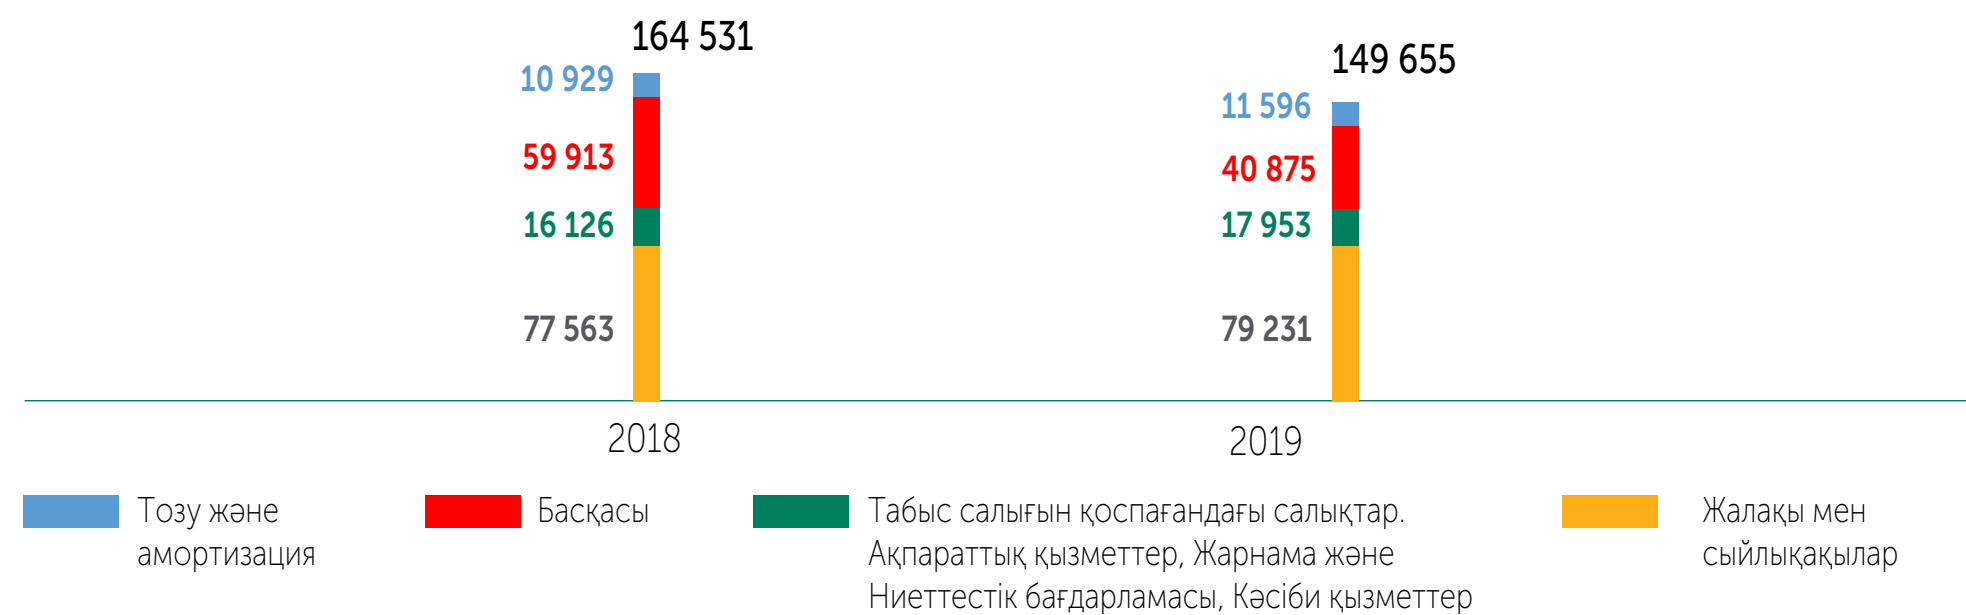 164 531
149 655
10 929
11 596
59 913
40 875
16 126
17 953
77 563
79 231
2018
2019
Тозу және
амортизация
Басқасы
Табыс салығын қоспағандағы салықтар.
Ақпараттық қызметтер, Жарнама және
Ниеттестік бағдарламасы, Кәсіби қызметтер
Жалақы мен
сыйлықақылар